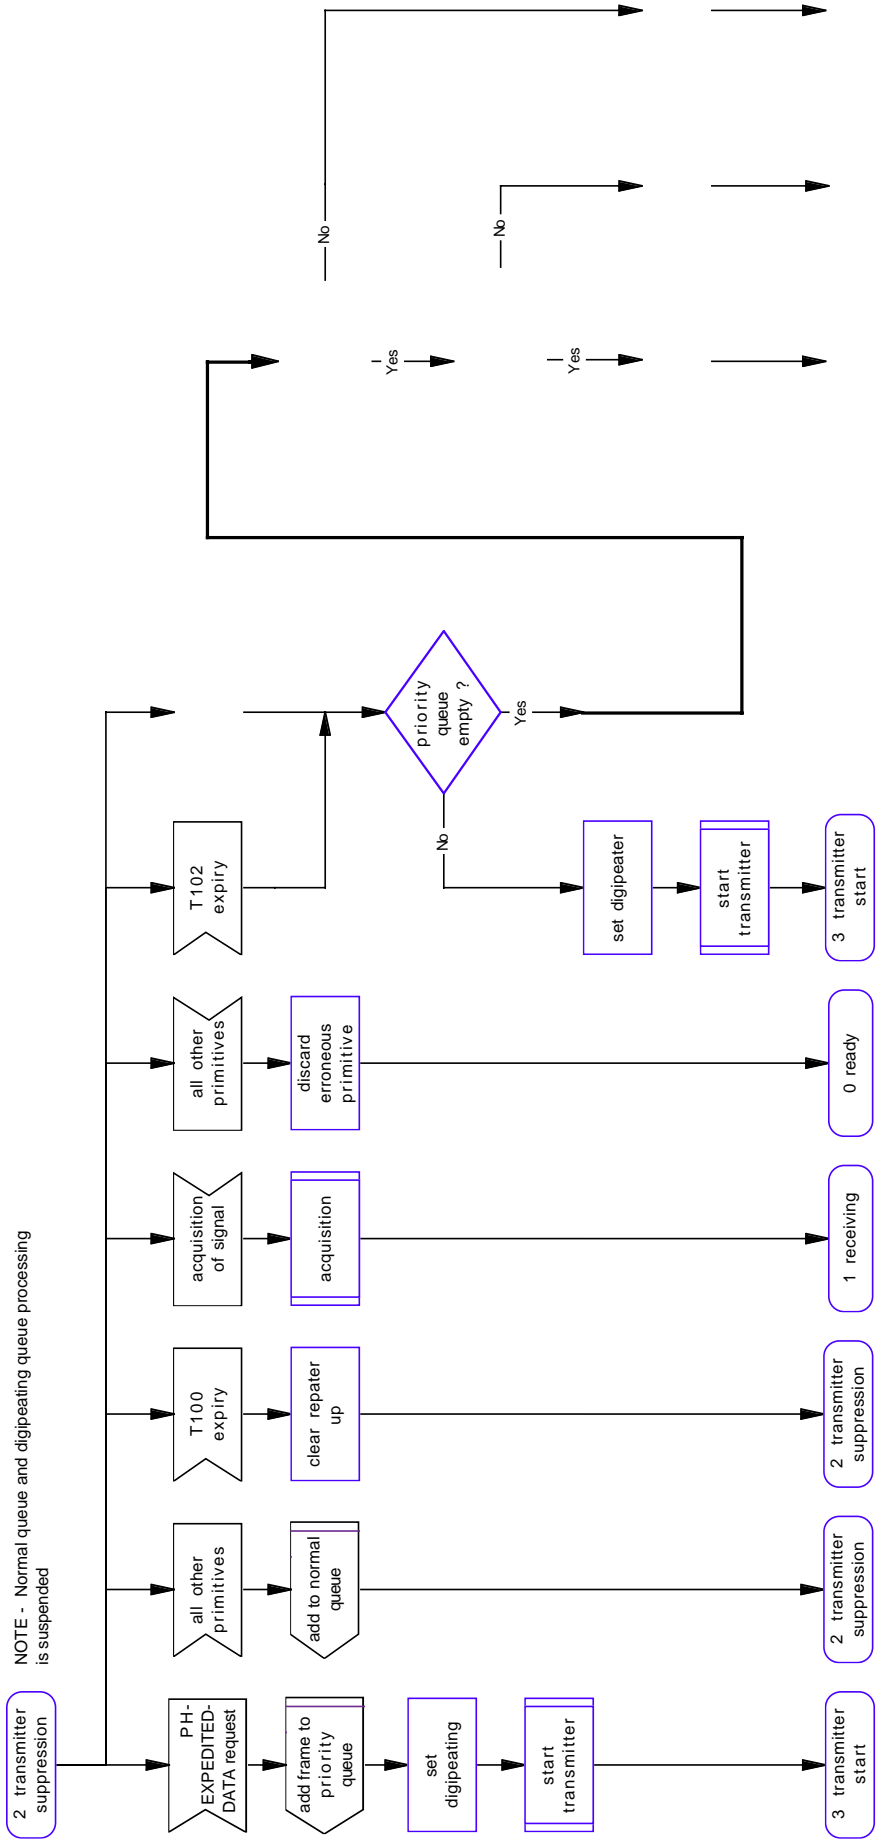 2 transmitter
suppression
NOTE - Normal queue and digipeating queue processing
is suspended
PH-
EXPEDITED-
DATA request
add frame to
priority
queue
set
digipeating
start
transmitter
3 transmitter
start
all other
primitives
add to normal
queue
2 transmitter
suppression
T100
expiry
clear repater
up
2 transmitter
suppression
acquisition
of signal
acquisition
1 receiving
all other
primitives
discard
erroneous
primitive
0 ready
T102
expiry
No
set digipeater
start
transmitter
3 transmitter
start
priority
queue
empty ?
Yes
Yes
Yes
No
No